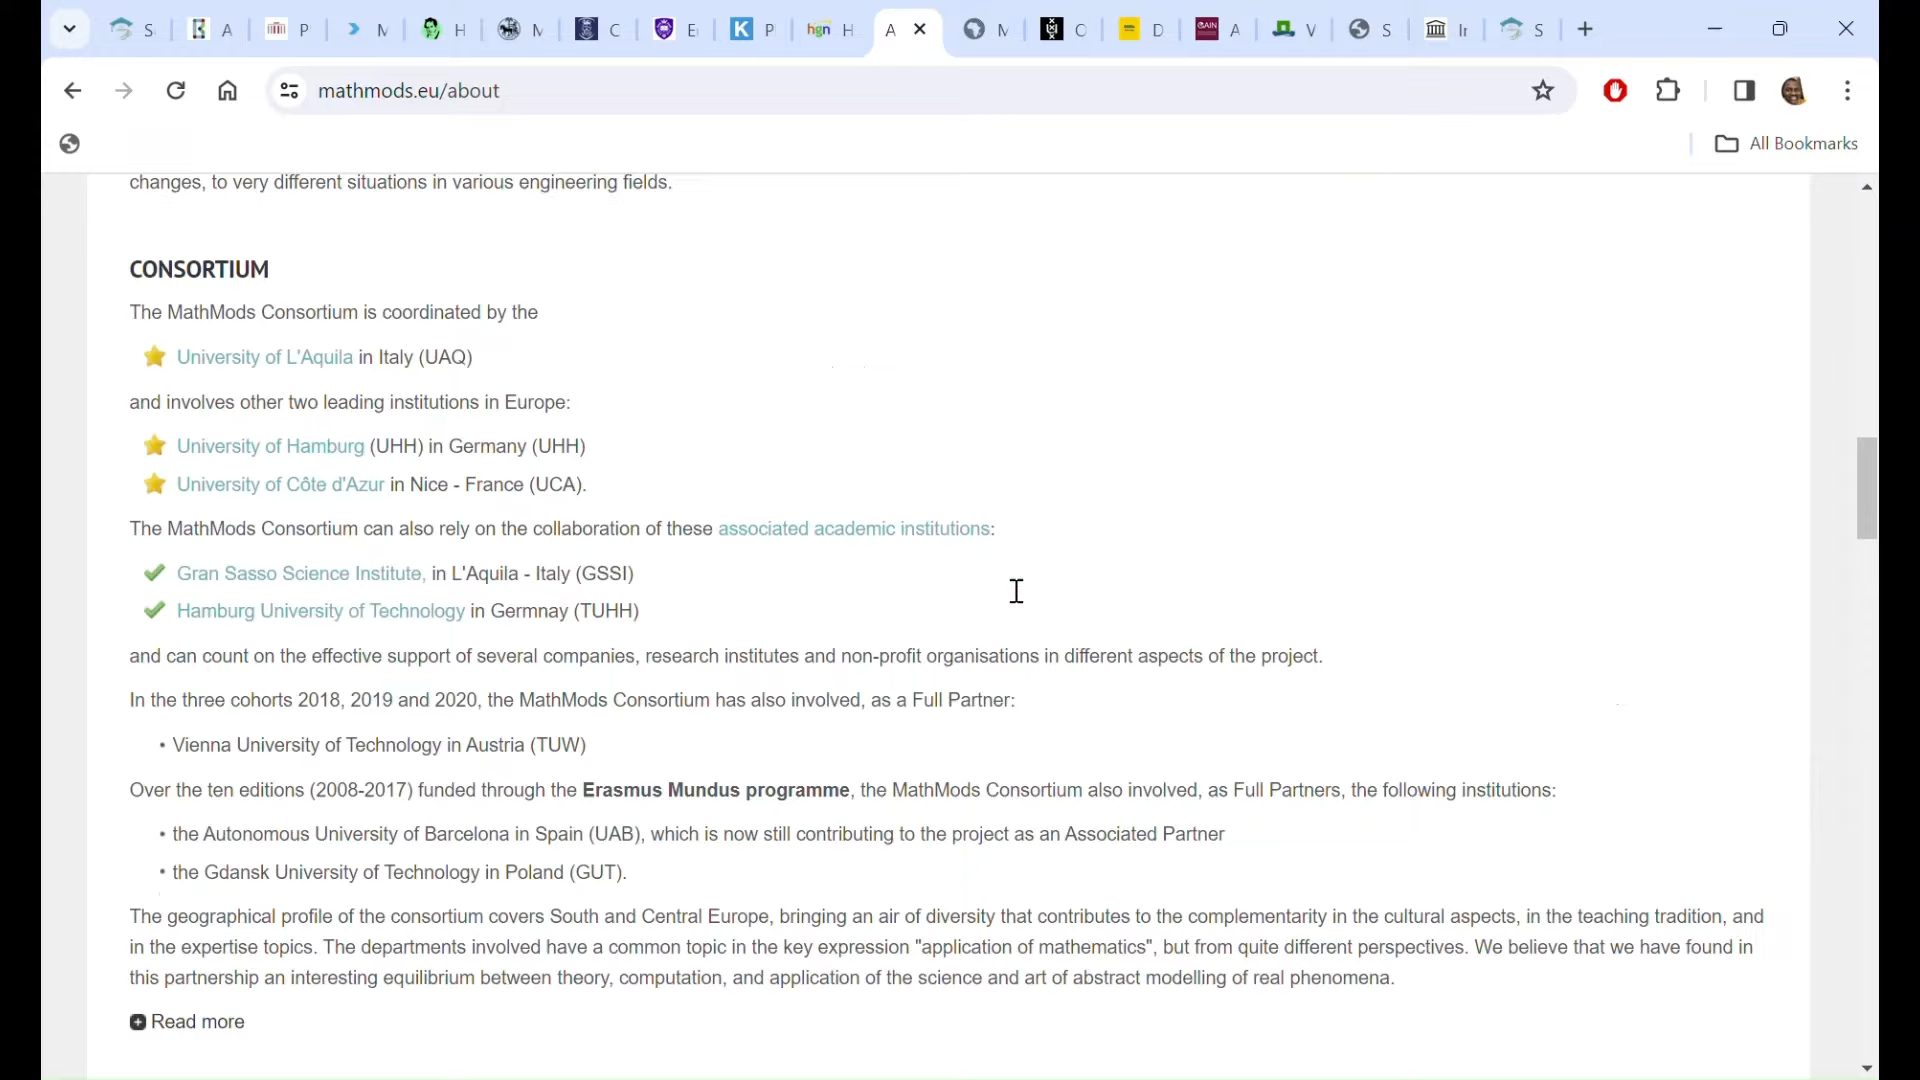 S
A
P
M
H
M
C
E
P
hgn H
A
M
C
D
GAIN A
V
S
Ir
S
mathmods.eu/about
All Bookmarks
changes, to very different situations in various engineering fields.
CONSORTIUM
The MathMods Consortium is coordinated by the
University of L'Aquila in Italy (UAQ)
and involves other two leading institutions in Europe:
University of Hamburg (UHH) in Germany (UHH)
University of Côte d'Azur in Nice - France (UCA).
The MathMods Consortium can also rely on the collaboration of these associated academic institutions:
Gran Sasso Science Institute, in L'Aquila - Italy (GSSI)
Hamburg University of Technology in Germnay (TUHH)
and can count on the effective support of several companies, research institutes and non-profit organisations in different aspects of the project.
In the three cohorts 2018, 2019 and 2020, the MathMods Consortium has also involved, as a Full Partner:
• Vienna University of Technology in Austria (TUW)
Over the ten editions (2008-2017) funded through the Erasmus Mundus programme, the MathMods Consortium also involved, as Full Partners, the following institutions:
• the Autonomous University of Barcelona in Spain (UAB), which is now still contributing to the project as an Associated Partner
• the Gdansk University of Technology in Poland (GUT).
The geographical profile of the consortium covers South and Central Europe, bringing an air of diversity that contributes to the complementarity in the cultural aspects, in the teaching tradition, and
in the expertise topics. The departments involved have a common topic in the key expression "application of mathematics", but from quite different perspectives. We believe that we have found in
this partnership an interesting equilibrium between theory, computation, and application of the science and art of abstract modelling of real phenomena.
Read more